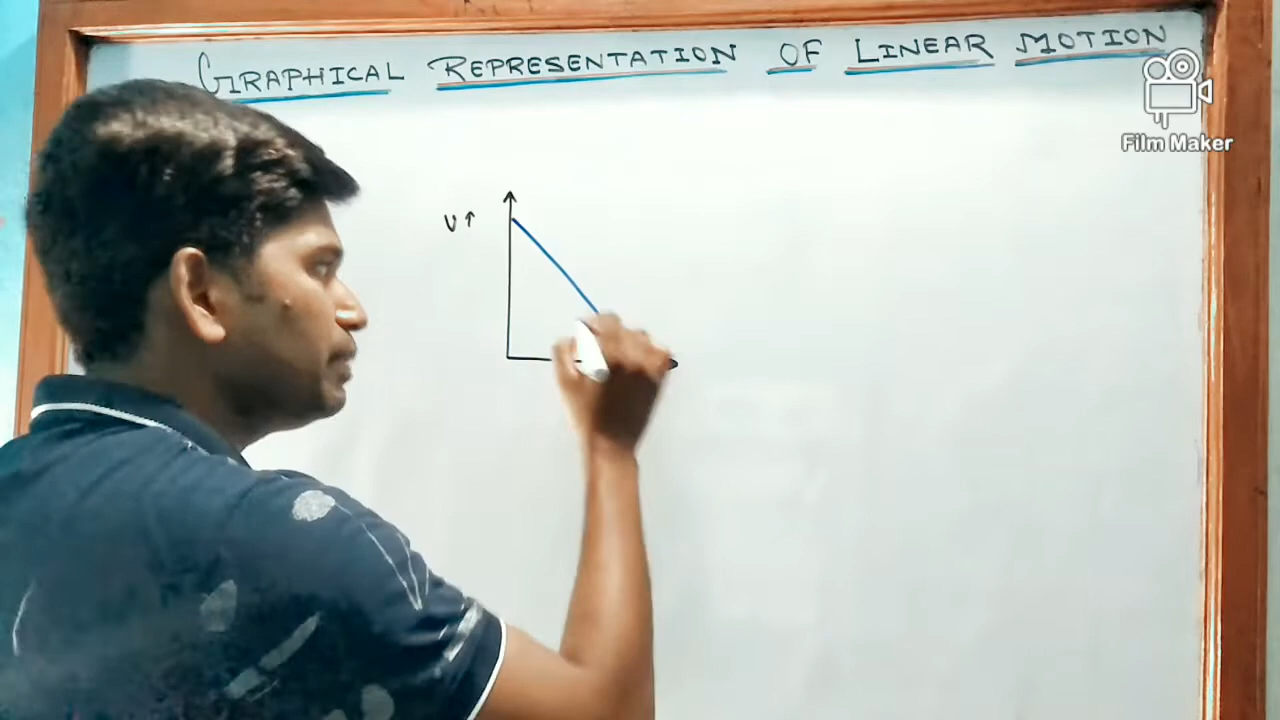 GRAPHICAL REPRESENTATION OF LINEAR MOTION
Film Maker
v↑